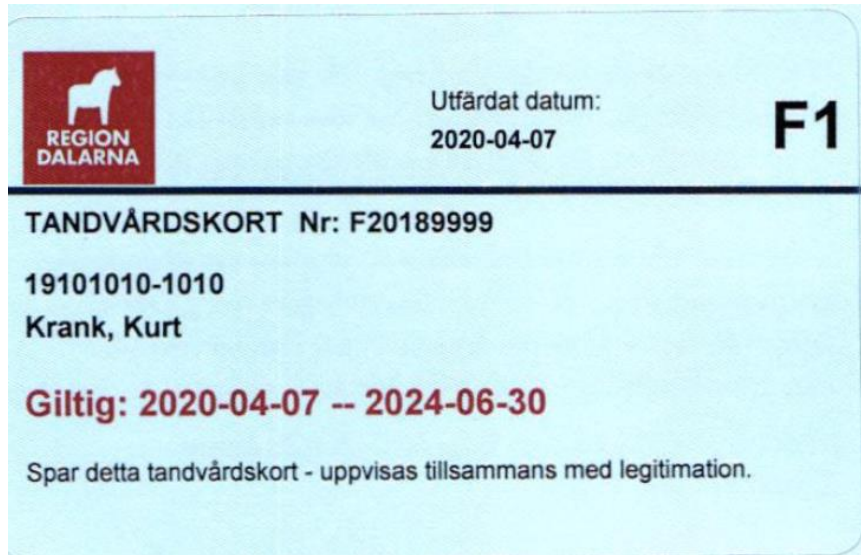 REGION
DALARNA
Utfärdat datum:
2020-04-07
F1
TANDVÅRDSKORT Nr: F20189999
19101010-1010
Krank, Kurt
Giltig: 2020-04-07 -- 2024-06-30
Spar detta tandvårdskort - uppvisas tillsammans med legitimation.